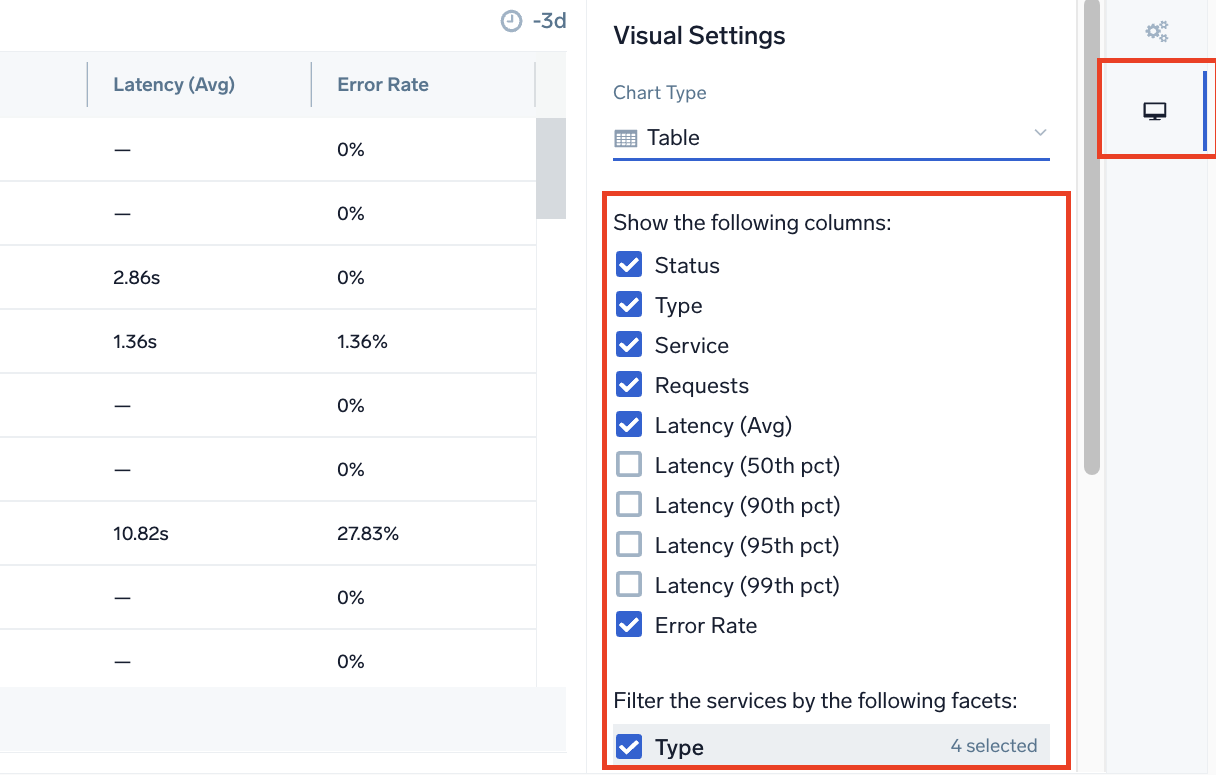 -3d
Latency (Avg) Error Rate
— 0%
— 0%
2.86s 0%
1.36s 1.36%
— 0%
— 0%
10.82s 27.83%
— 0%
— 0%
Visual Settings
Chart Type
Table
Show the following columns:
Status
Type
Service
Requests
Latency (Avg)
Latency (50th pct)
Latency (90th pct)
Latency (95th pct)
Latency (99th pct)
Error Rate
Filter the services by the following facets:
Type 4 selected